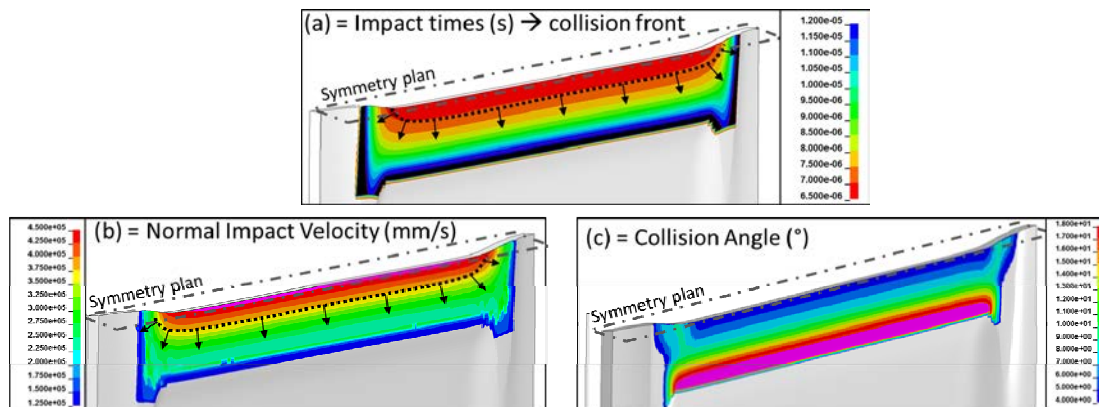 (a) = Impact times (s) → collision front
Symmetry plan
1.200e-05
1.150e-05
1.100e-05
1.050e-05
1.000e-05
9.500e-06
9.000e-06
8.500e-06
8.000e-06
7.500e-06
7.000e-06
6.500e-06
(b) = Normal Impact Velocity (mm/s)
4.500e+05
4.250e+05
4.000e+05
3.750e+05
3.500e+05
3.250e+05
3.000e+05
2.750e+05
2.500e+05
2.250e+05
2.000e+05
1.750e+05
1.500e+05
1.250e+05
Symmetry plan
(c) = Collision Angle (°)
Symmetry plan
1.800e+01
1.700e+01
1.600e+01
1.500e+01
1.400e+01
1.300e+01
1.200e+01
1.100e+01
1.000e+01
9.000e+00
8.000e+00
7.000e+00
6.000e+00
5.000e+00
4.000e+00